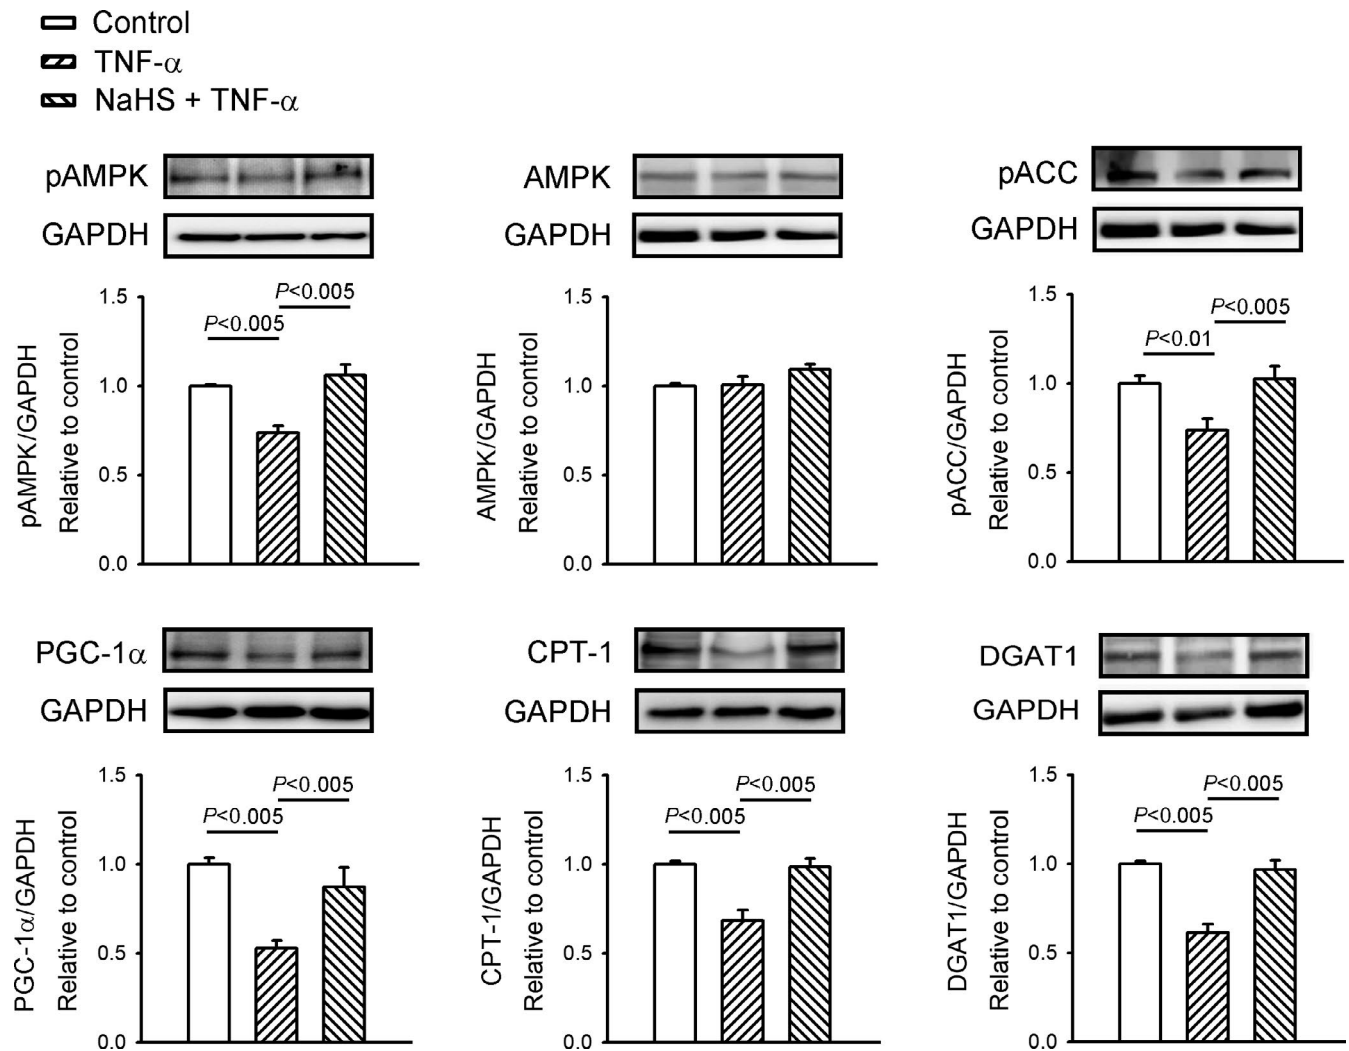 Control
TNF-α
NaHS + TNF-α
pAMPK
GAPDH
AMPK
GAPDH
pACC
GAPDH
pAMPK/GAPDH
Relative to control
1.5
1.0
0.5
0.0
P<0.005
P<0.005
AMPK/GAPDH
Relative to control
1.5
1.0
0.5
0.0
pACC/GAPDH
Relative to control
1.5
1.0
0.5
0.0
P<0.01
P<0.005
PGC-1α
GAPDH
CPT-1
GAPDH
DGAT1
GAPDH
PGC-1α/GAPDH
Relative to control
1.5
1.0
0.5
0.0
P<0.005
P<0.005
CPT-1/GAPDH
Relative to control
1.5
1.0
0.5
0.0
P<0.005
P<0.005
DGAT1/GAPDH
Relative to control
1.5
1.0
0.5
0.0
P<0.005
P<0.005